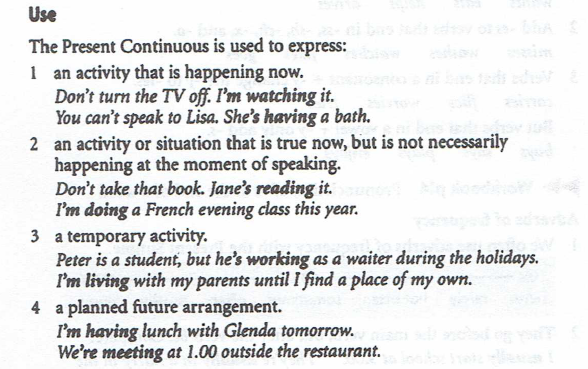 Use
The Present Continuous is used to express:
1 an activity that is happening now.
Don't turn the TV off. I'm watching it.
You can't speak to Lisa. She's having a bath.
2 an activity or situation that is true now, but is not necessarily
happening at the moment of speaking.
Don't take that book. Jane's reading it.
I'm doing a French evening class this year.
3 a temporary activity.
Peter is a student, but he's working as a waiter during the holidays.
I'm living with my parents until I find a place of my own.
4 a planned future arrangement.
I'm having lunch with Glenda tomorrow.
We're meeting at 1.00 outside the restaurant.